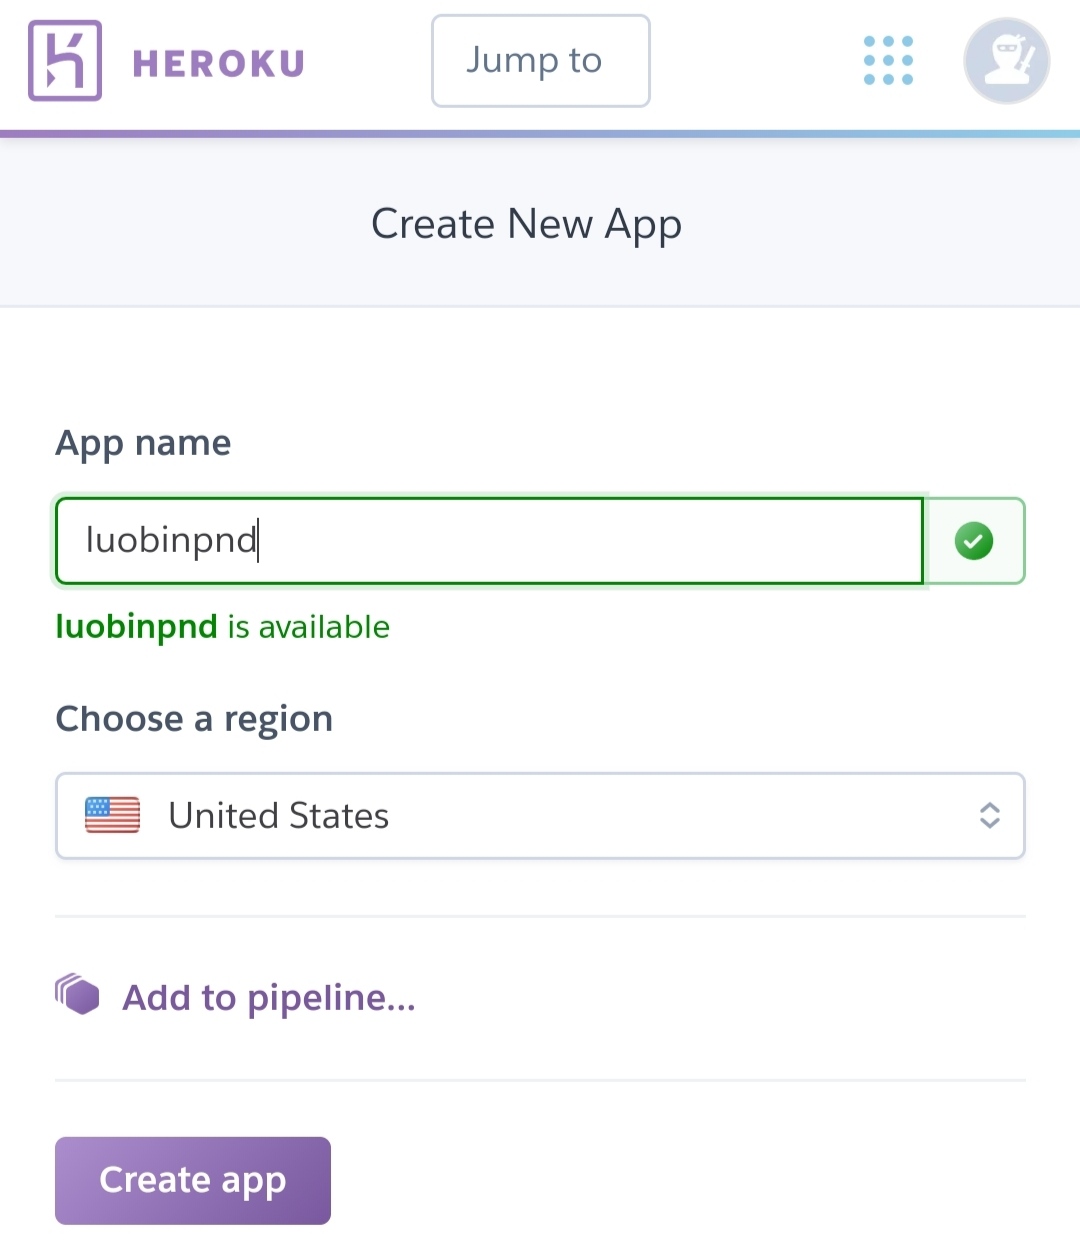 HEROKU
Jump to
Create New App
App name
luobinpnd
luobinpnd is available
Choose a region
United States
Add to pipeline...
Create app